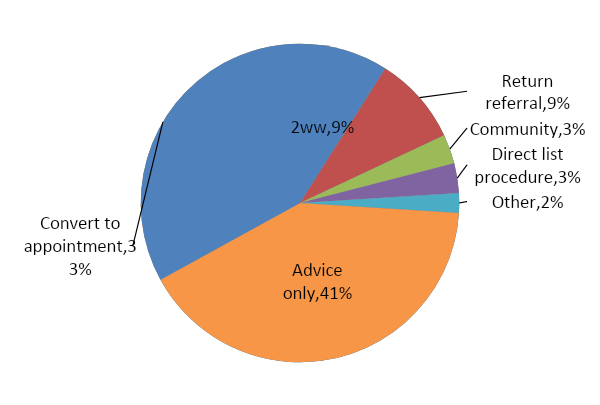 Return
referral,9%
2ww,9%
Community,3%
Direct list
procedure,3%
Other,2%
Convert to
appointment,3
3%
Advice
only,41%